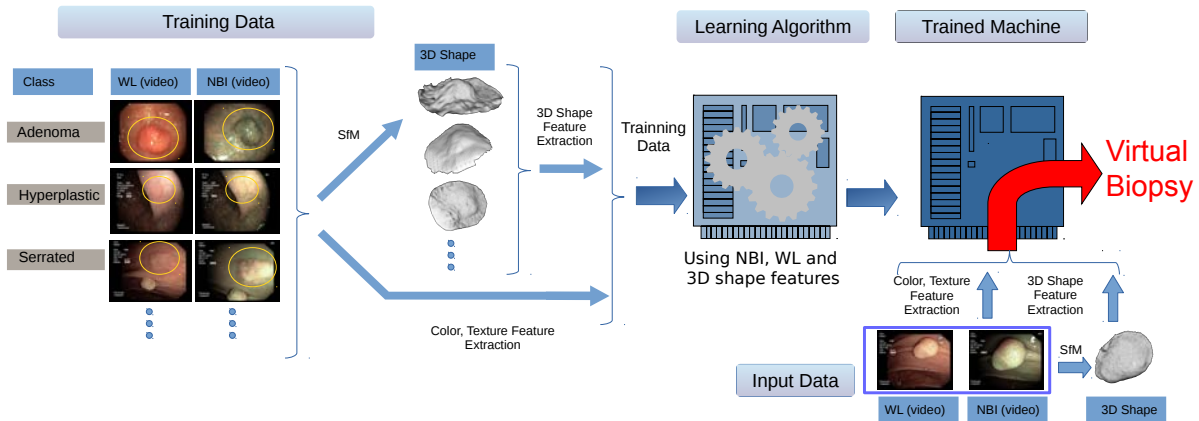 Training Data
Learning Algorithm
Trained Machine
Class
WL (video)
NBI (video)
Adenoma
Hyperplastic
Serrated
SfM
3D Shape
3D Shape
Feature
Extraction
Color, Texture Feature
Extraction
Trainning
Data
Using NBI, WL and
3D shape features
Virtual
Biopsy
Color, Texture
Feature
Extraction
3D Shape
Feature
Extraction
Input Data
SfM
WL (video)
NBI (video)
3D Shape